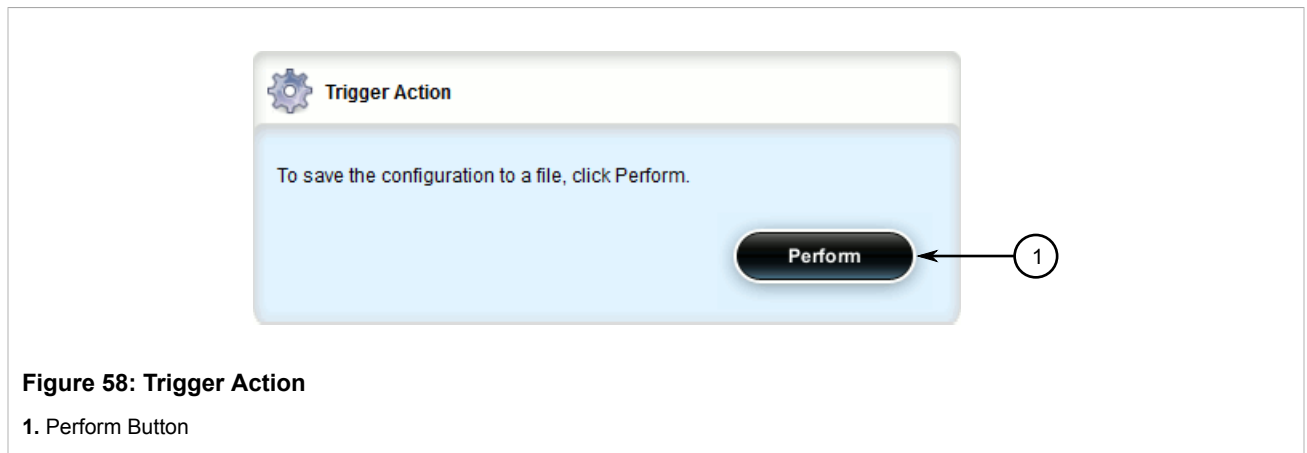 Trigger Action
To save the configuration to a file, click Perform.
Perform
1
Figure 58: Trigger Action
1. Perform Button